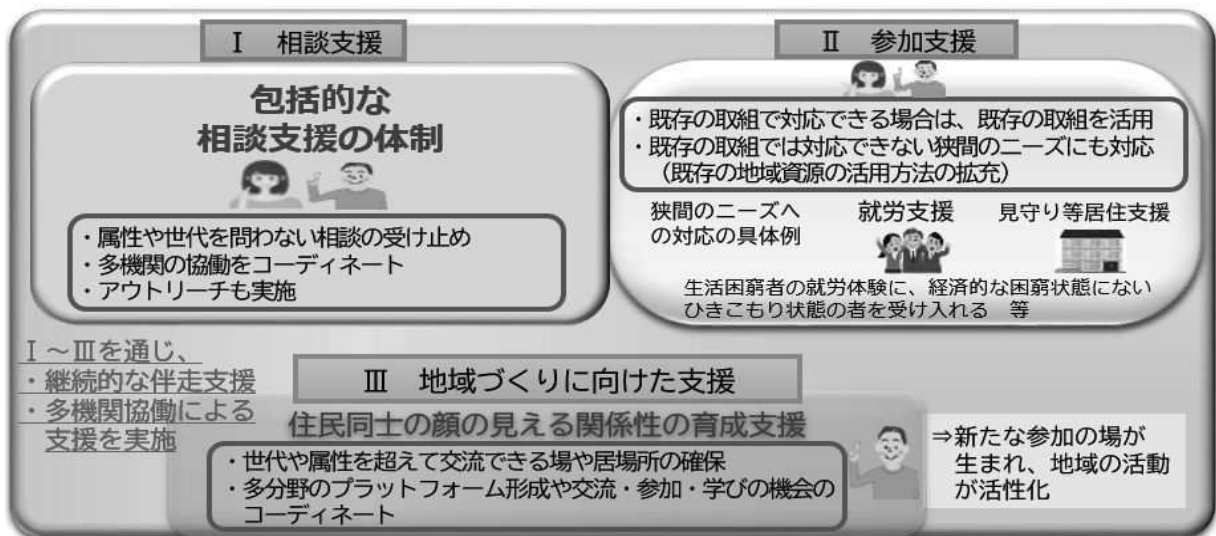 Ⅰ　相談支援
包括的な
相談支援の体制
・属性や世代を問わない相談の受け止め
・多機関の協働をコーディネート
・アウトリーチも実施
Ⅱ　参加支援
・既存の取組で対応できる場合は、既存の取組を活用
・既存の取組では対応できない狭間のニーズにも対応
（既存の地域資源の活用方法の拡充）
狭間のニーズへ
の対応の具体例
就労支援
見守り等居住支援
生活困窮者の就労体験に、経済的な困窮状態にない
ひきこもり状態の者を受け入れる　等
Ⅰ～Ⅲを通じ、
・継続的な伴走支援
・多機関協働による
支援を実施
Ⅲ　地域づくりに向けた支援
住民同士の顔の見える関係性の育成支援
・世代や属性を超えて交流できる場や居場所の確保
・多分野のプラットフォーム形成や交流・参加・学びの機会の
コーディネート
⇒新たな参加の場が
生まれ、地域の活動
が活性化